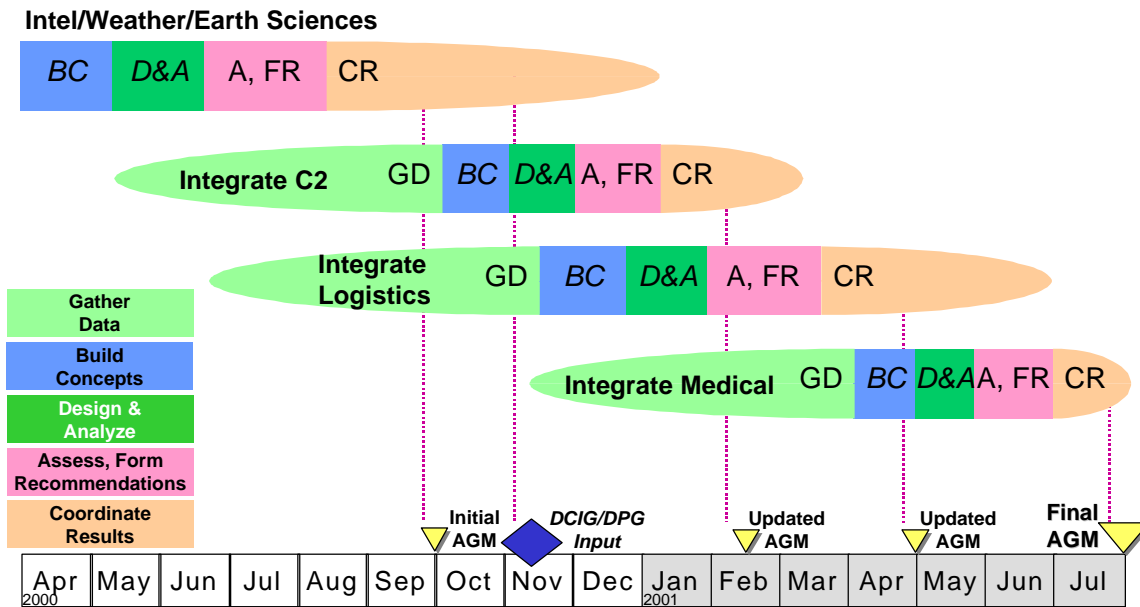 Intel/Weather/Earth Sciences
BC D&A A, FR CR
Integrate C2 GD BC D&A A, FR CR
Integrate
Logistics
GD BC D&A A, FR CR
Integrate Medical GD BC D&A A, FR CR
Gather
Data
Build
Concepts
Design &
Analyze
Assess, Form
Recommendations
Coordinate
Results
Initial
AGM
DCIG/DPG
Input
Updated
AGM
Updated
AGM
Final
AGM
Apr May Jun Jul Aug Sep Oct Nov Dec Jan Feb Mar Apr May Jun Jul
2000 2001